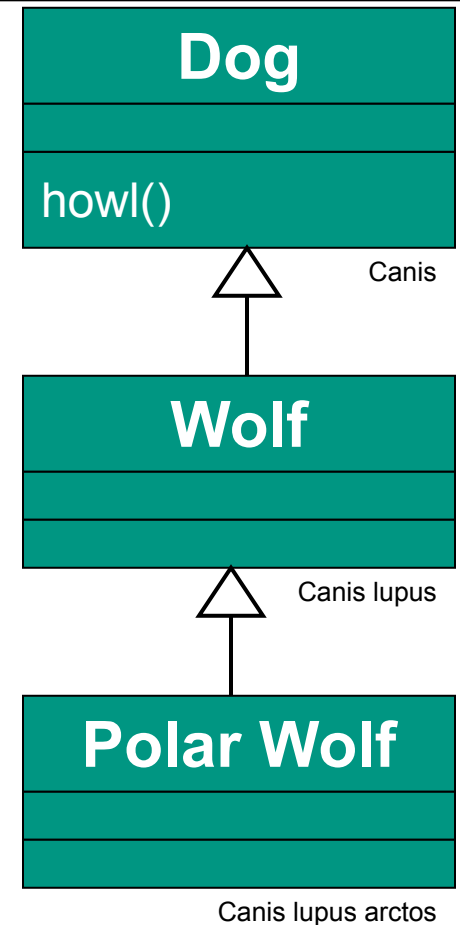 Dog
howl()
Canis
Wolf
Canis lupus
Polar Wolf
Canis lupus arctos